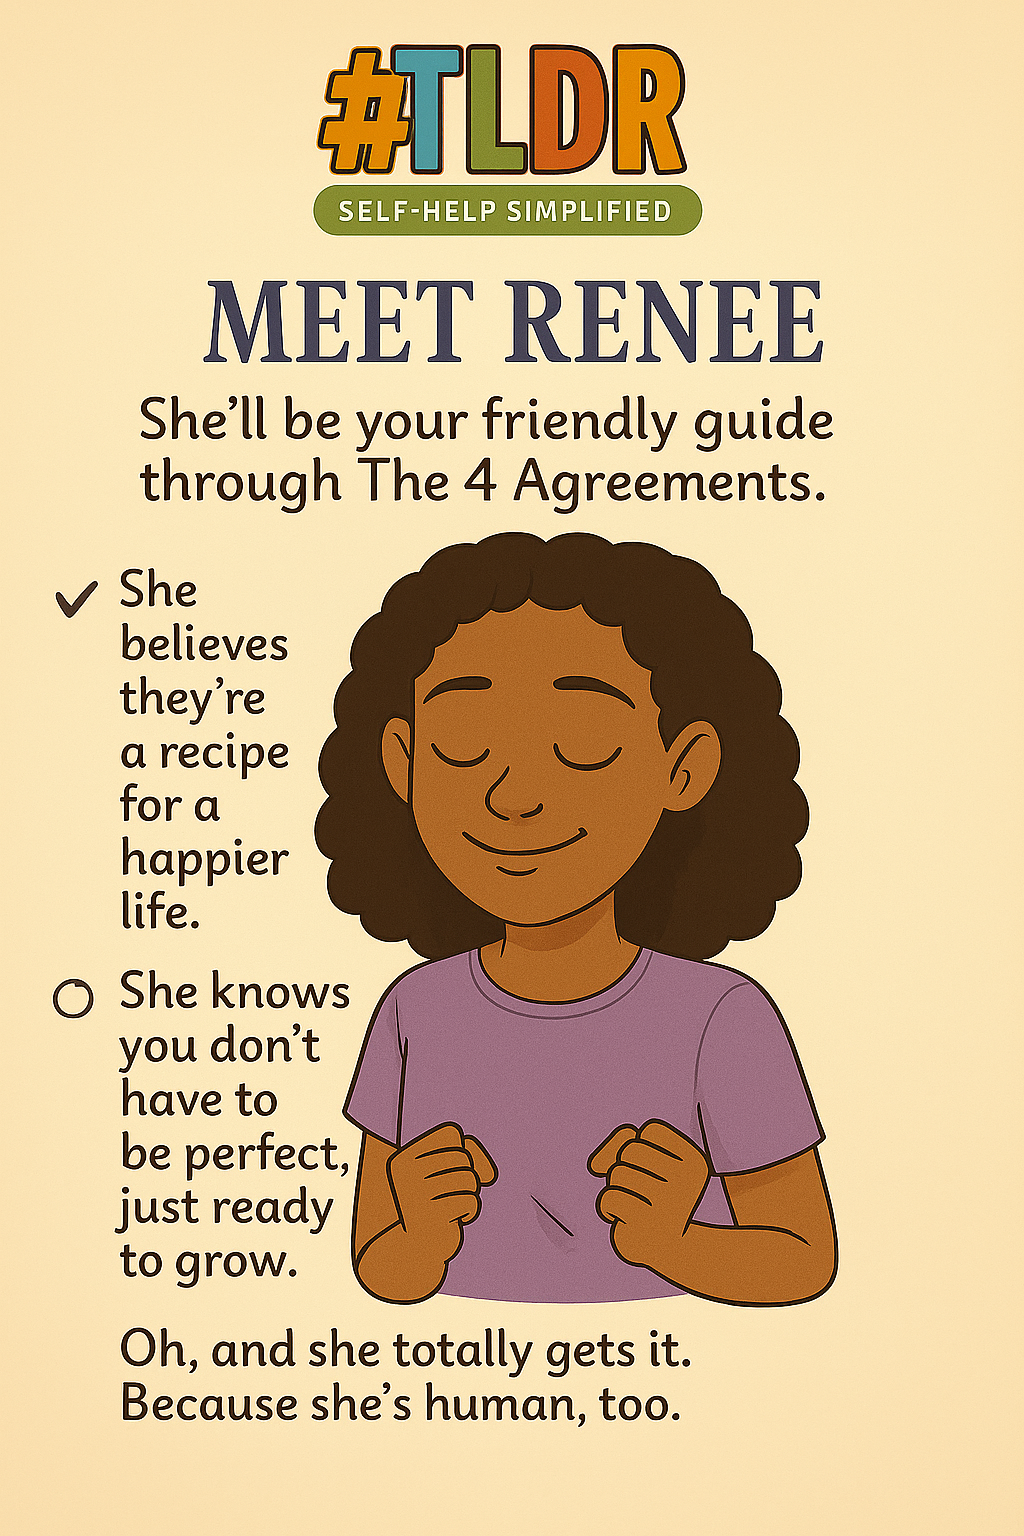 #TLDR
SELF-HELP SIMPLIFIED
MEET RENEE
She’ll be your friendly guide
through The 4 Agreements.
She
believes
they’re
a recipe
for a
happier
life.
She knows
you don’t
have to
be perfect,
just ready
to grow.
Oh, and she totally gets it.
Because she’s human, too.